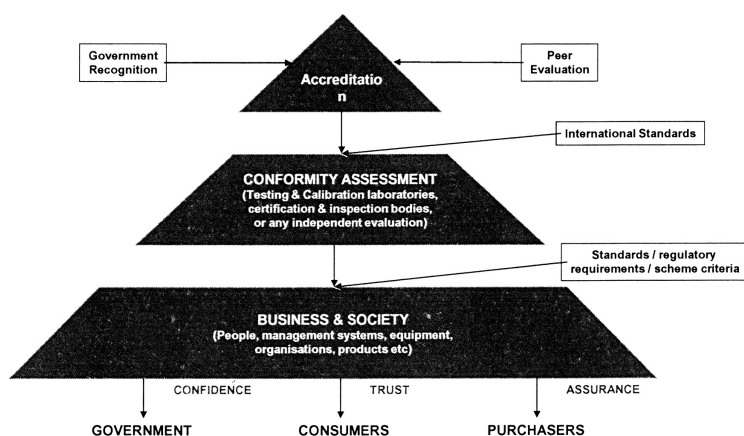 Government
Recognition
Peer
Evaluation
Accreditatio
n
International Standards
CONFORMITY ASSESSMENT
(Testing & Calibration laboratories,
certification & inspection bodies,
or any independent evaluation)
Standards / regulatory
requirements / scheme criteria
BUSINESS & SOCIETY
(People, management systems, equipment,
organisations, products etc)
CONFIDENCE
TRUST
ASSURANCE
GOVERNMENT
CONSUMERS
PURCHASERS